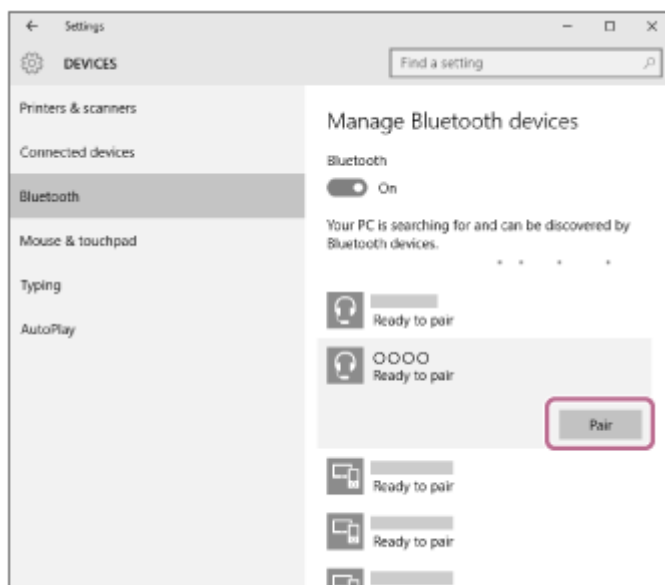 Settings
DEVICES
Find a setting
Printers & scanners
Connected devices
Bluetooth
Mouse & touchpad
Typing
AutoPlay
Manage Bluetooth devices
Bluetooth
On
Your PC is searching for and can be discovered by
Bluetooth devices.
Ready to pair
OOOO
Ready to pair
Pair
Ready to pair
Ready to pair